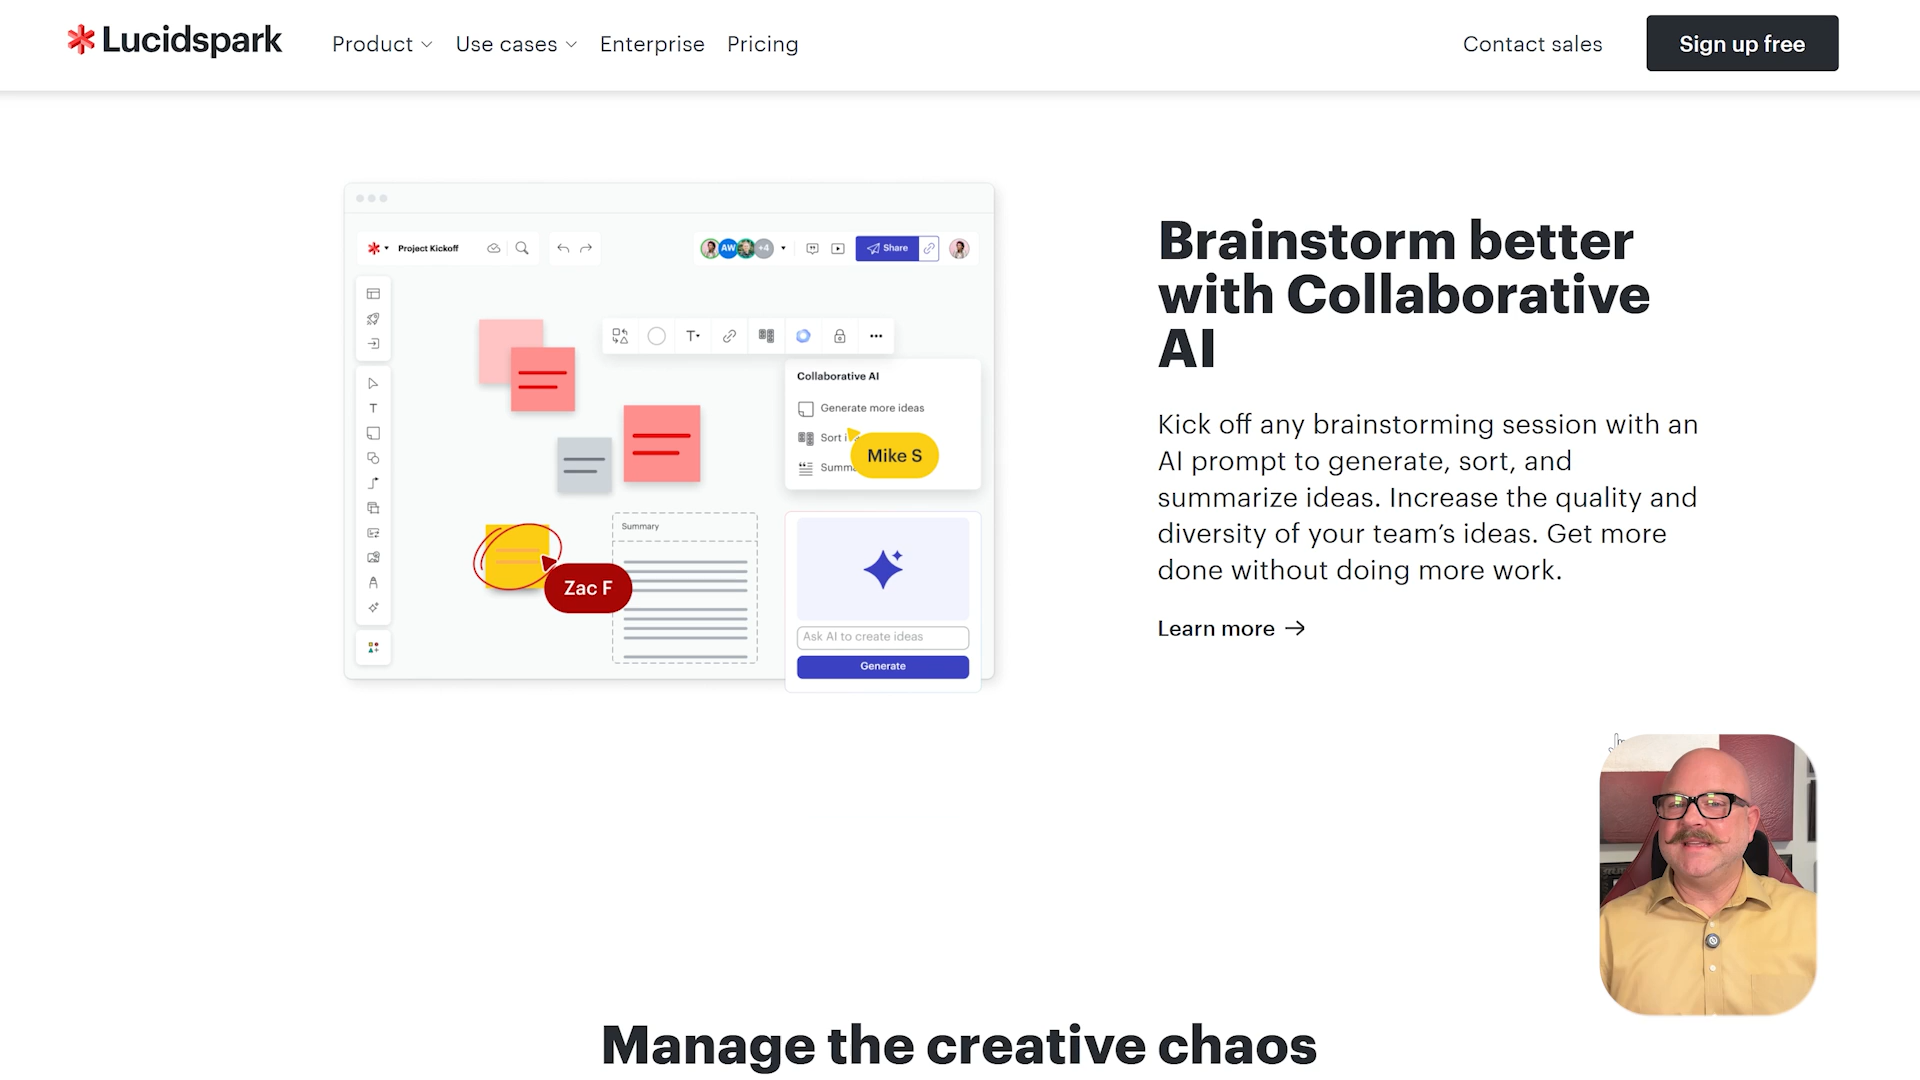 Lucidspark
Product
Use cases
Enterprise
Pricing
Contact sales
Sign up free
Project Kickoff
AW
+4
Share
T
Collaborative AI
Generate more ideas
Sort i
Mike S
Summa
T
Summary
Zac F
Ask AI to create ideas
Generate
Brainstorm better
with Collaborative
AI
Kick off any brainstorming session with an
AI prompt to generate, sort, and
summarize ideas. Increase the quality and
diversity of your team’s ideas. Get more
done without doing more work.
Learn more →
Manage the creative chaos